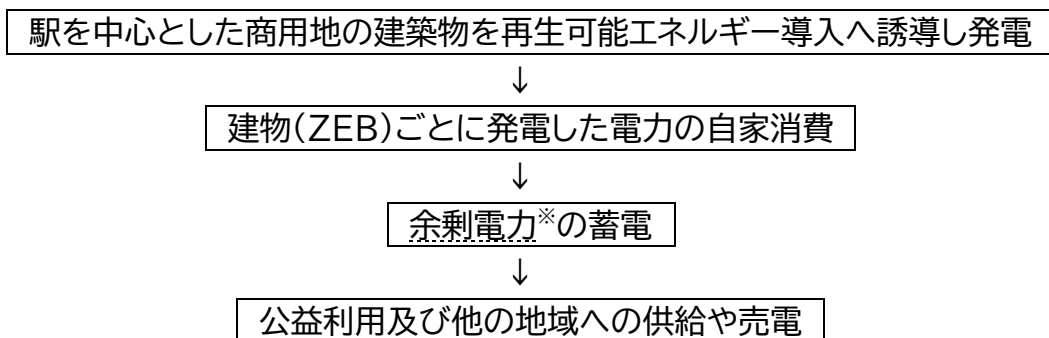 駅を中心とした商用地の建築物を再生可能エネルギー導入へ誘導し発電
↓
建物(ZEB)ごとに発電した電力の自家消費
↓
余剰電力※の蓄電
↓
公益利用及び他の地域への供給や売電